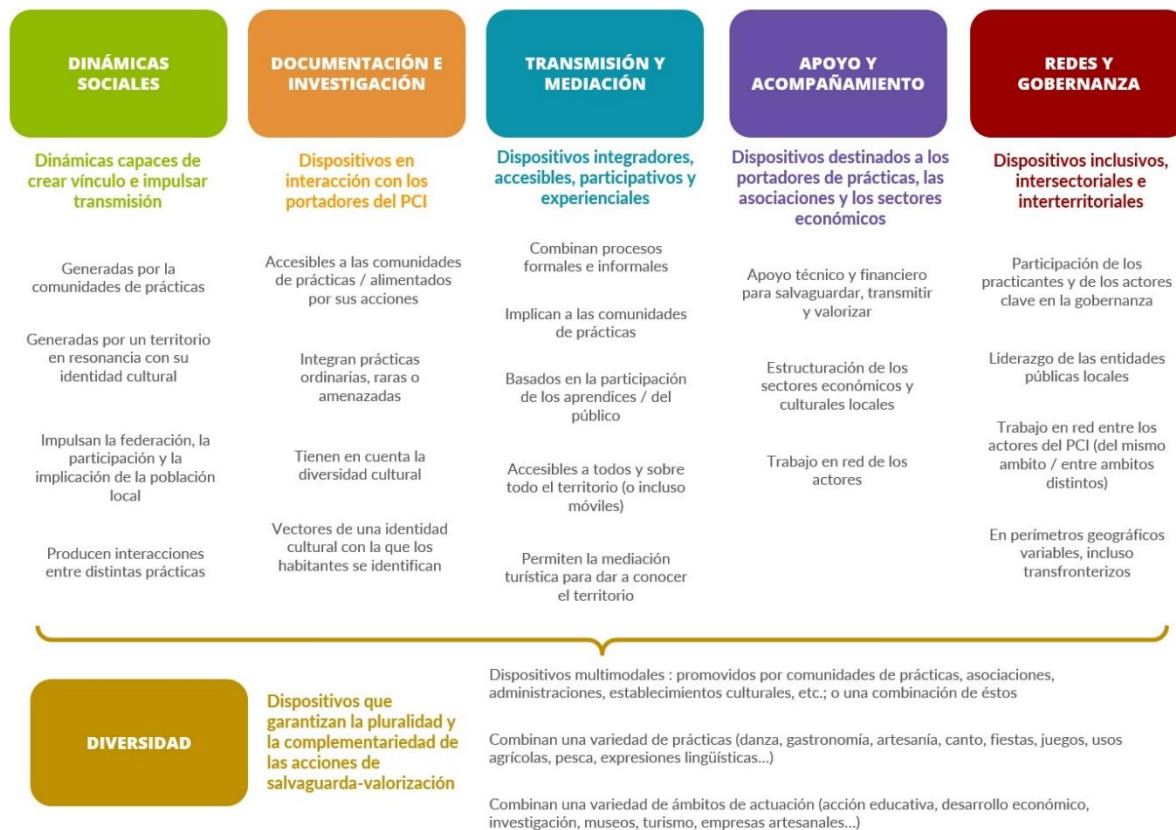 DINÁMICAS
SOCIALES
Dinámicas capaces de
crear vínculo e impulsar
transmisión
Generadas por la
comunidades de prácticas
Generadas por un territorio
en resonancia con su
identidad cultural
Impulsan la federación, la
participación y la
implicación de la población
local
Producen interacciones
entre distintas prácticas
DOCUMENTACIÓN E
INVESTIGACIÓN
Dispositivos en
interacción con los
portadores del PCI
Accesibles a las comunidades
de prácticas / alimentados
por sus acciones
Integran prácticas
ordinarias, raras o
amenazadas
Tienen en cuenta la
diversidad cultural
Vectores de una identidad
cultural con la que los
habitantes se identifican
TRANSMISIÓN Y
MEDIACIÓN
Dispositivos integradores,
accesibles, participativos y
experienciales
Combinan procesos
formales e informales
Implican a las comunidades
de prácticas
Basados en la participación
de los aprendices / del
público
Accesibles a todos y sobre
todo el territorio (o incluso
móviles)
Permiten la mediación
turística para dar a conocer
el territorio
APOYO Y
ACOMPAÑAMIENTO
Dispositivos destinados a los
portadores de prácticas, las
asociaciones y los sectores
económicos
Apoyo técnico y financiero
para salvaguardar, transmitir
y valorizar
Estructuración de los
sectores económicos y
culturales locales
Trabajo en red de los
actores
REDES Y
GOBERNANZA
Dispositivos inclusivos,
intersectoriales e
interterritoriales
Participación de los
practicantes y de los actores
clave en la gobernanza
Liderazgo de las entidades
públicas locales
Trabajo en red entre los
actores del PCI (del mismo
ambito / entre ambitos
distintos)
En perímetros geográficos
variables, incluso
transfronterizos
DIVERSIDAD
Dispositivos que
garantizan la pluralidad y
la complementariedad de
las acciones de
salvaguarda-valorización
Dispositivos multimodales : promovidos por comunidades de prácticas, asociaciones,
administraciones, establecimientos culturales, etc.; o una combinación de éstos
Combinan una variedad de prácticas (danza, gastronomía, artesanía, canto, fiestas, juegos, usos
agrícolas, pesca, expresiones lingüísticas...)
Combinan una variedad de ámbitos de actuación (acción educativa, desarrollo económico,
investigación, museos, turismo, empresas artesanales...)